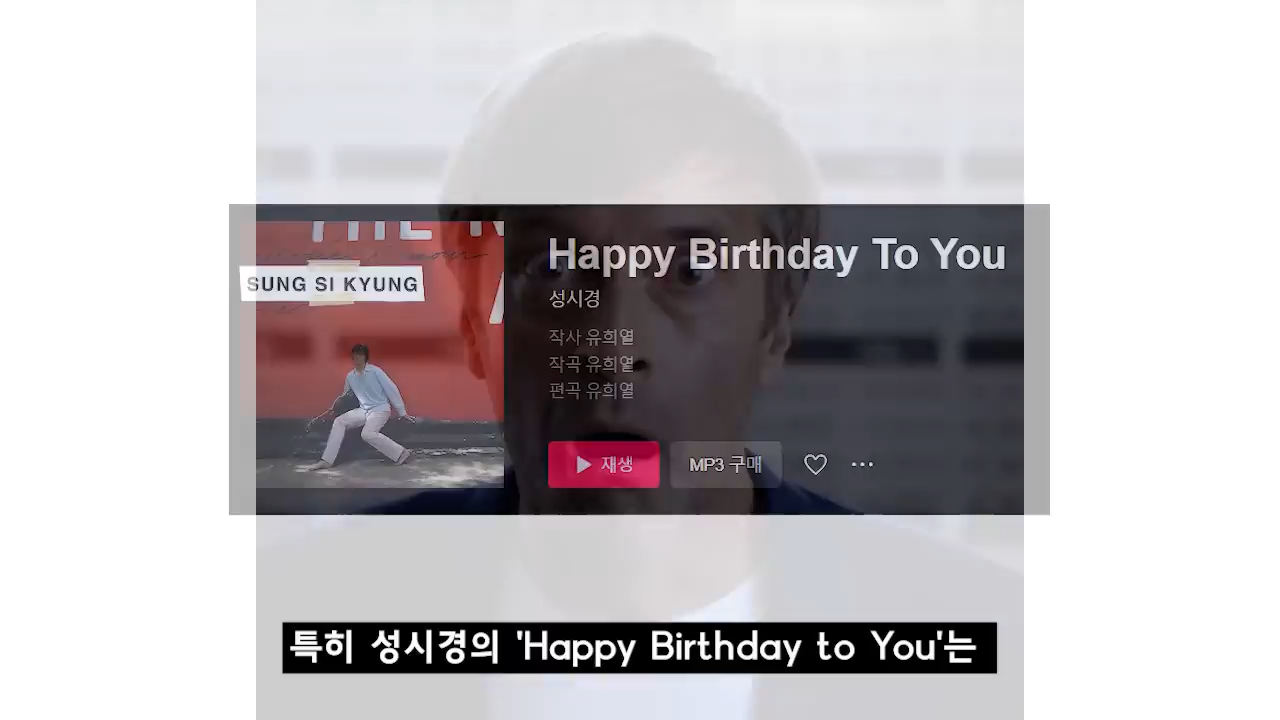 SUNG SI KYUNG
Happy Birthday To You
성시경
작사 유희열
작곡 유희열
편곡 유희열
재생
MP3 구매
특히 성시경의 'Happy Birthday to You'는